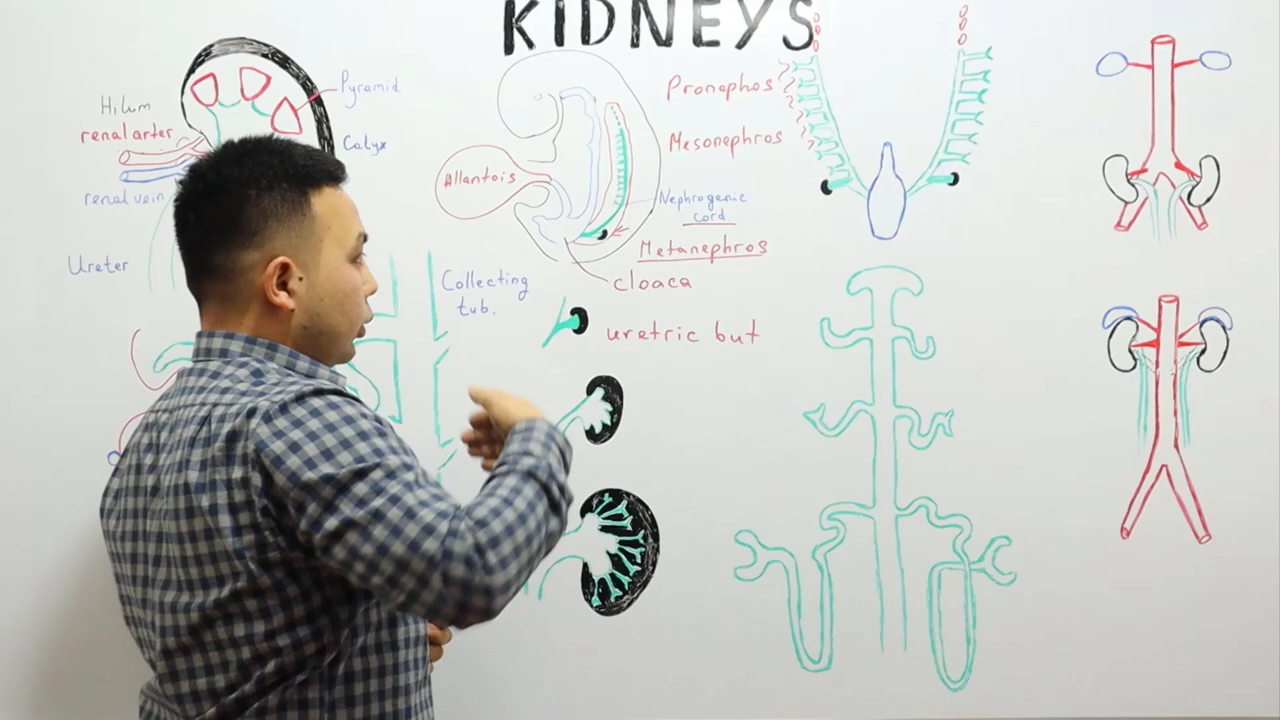 KIDNEYS
Hilum
renal arter
renal vein
Ureter
Pyramid
Calyx
Allantois
Pronephos
Mesonephros
Nephrogenic
cord
Metanephros
cloaca
Collecting
tub.
uretric but